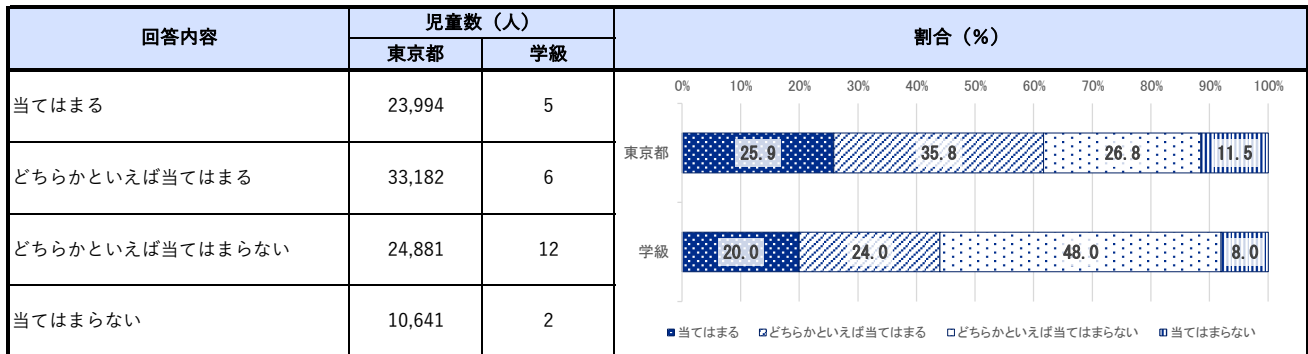 回答内容
児童数（人）
割合（%）
東京都 学級
当てはまる 23,994 5
どちらかといえば当てはまる 33,182 6
どちらかといえば当てはまらない 24,881 12
当てはまらない 10,641 2
0% 10% 20% 30% 40% 50% 60% 70% 80% 90% 100%
東京都 25.9 35.8 26.8 11.5
学級 20.0 24.0 48.0 8.0
当てはまる どちらかといえば当てはまる どちらかといえば当てはまらない 当てはまらない